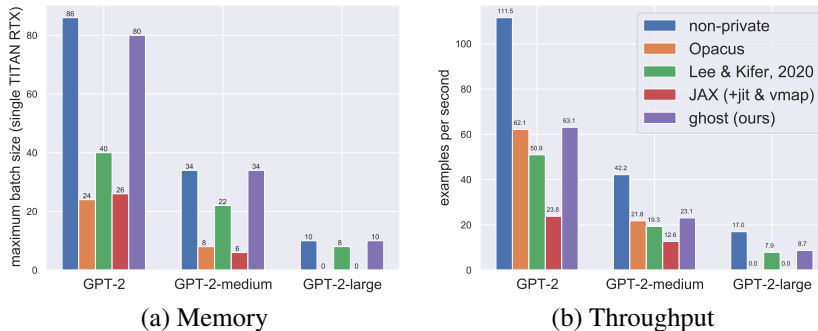 maximum batch size (single TITAN RTX)
80
60
40
20
0
86
24
40
26
80
34
8
22
6
34
10
0
8
0
10
GPT-2
GPT-2-medium
GPT-2-large
(a) Memory
examples per second
100
80
60
40
20
0
111.5
62.1
50.9
23.8
63.1
42.2
21.8
19.3
12.6
23.1
17.0
0.0
7.9
0.0
8.7
non-private
Opacus
Lee & Kifer, 2020
JAX (+jit & vmap)
ghost (ours)
GPT-2
GPT-2-medium
GPT-2-large
(b) Throughput